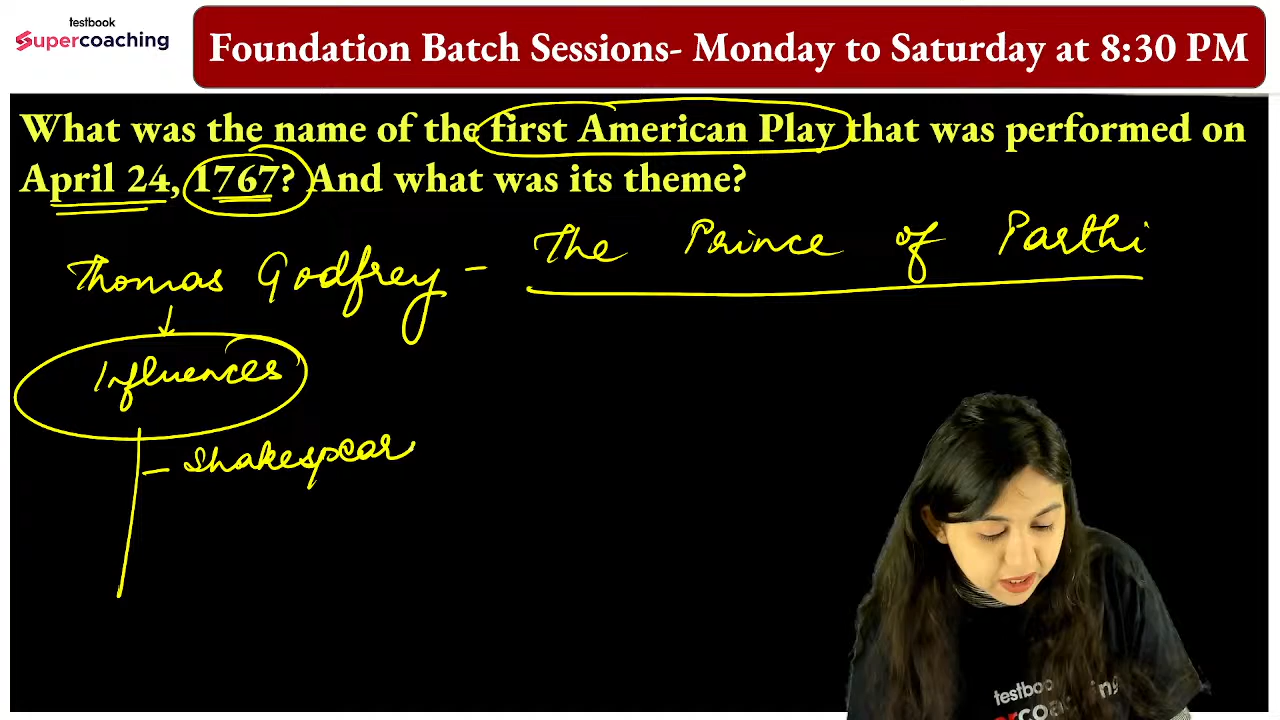 testbook
Supercoaching
Foundation Batch Sessions- Monday to Saturday at 8:30 PM
What was the name of the first American Play that was performed on
April 24, 1767? And what was its theme?
Thomas Godfrey - The Prince of Parthi
Influences
- Shakespear
testbook
coaching